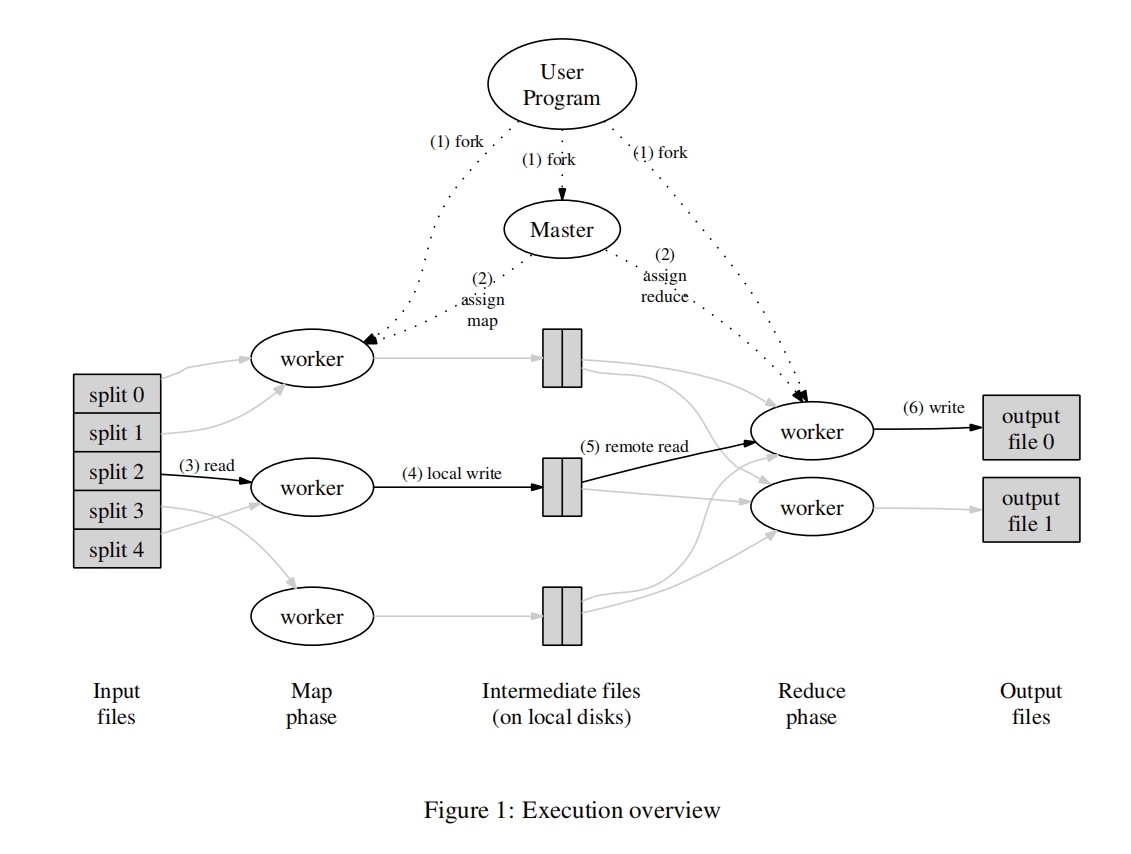 User
Program
(1) fork
(1) fork
(1) fork
Master
(2)
assign
map
(2)
assign
reduce
worker
split 0
split 1
split 2
split 3
split 4
(3) read
worker
(4) local write
(5) remote read
worker
(6) write
output
file 0
worker
output
file 1
worker
Input
files
Map
phase
Intermediate files
(on local disks)
Reduce
phase
Output
files
Figure 1: Execution overview